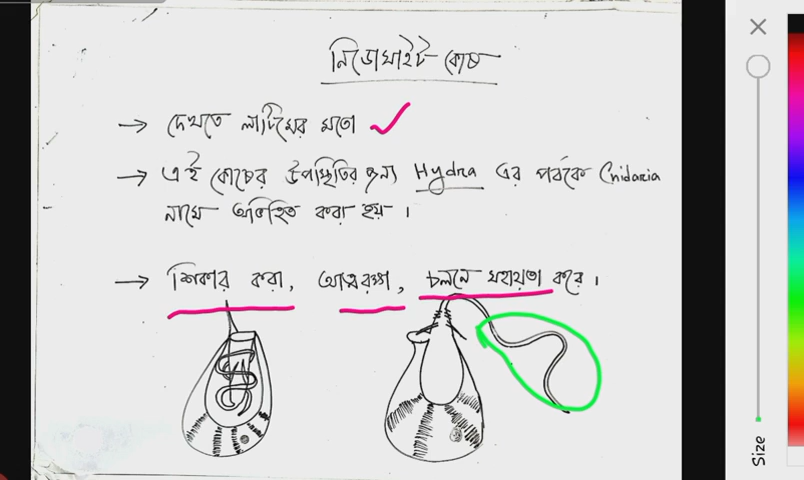 নিডোসাইট কোষ
→ দেখতে লাটিমের মতো
→ এই কোষের উপস্থিতির জন্য Hydra এর পর্বকে Cnidaria
নামে অভিহিত করা হয়।
→ শিকার করা, আত্মরক্ষা, চলনে সহায়তা করে।
Size